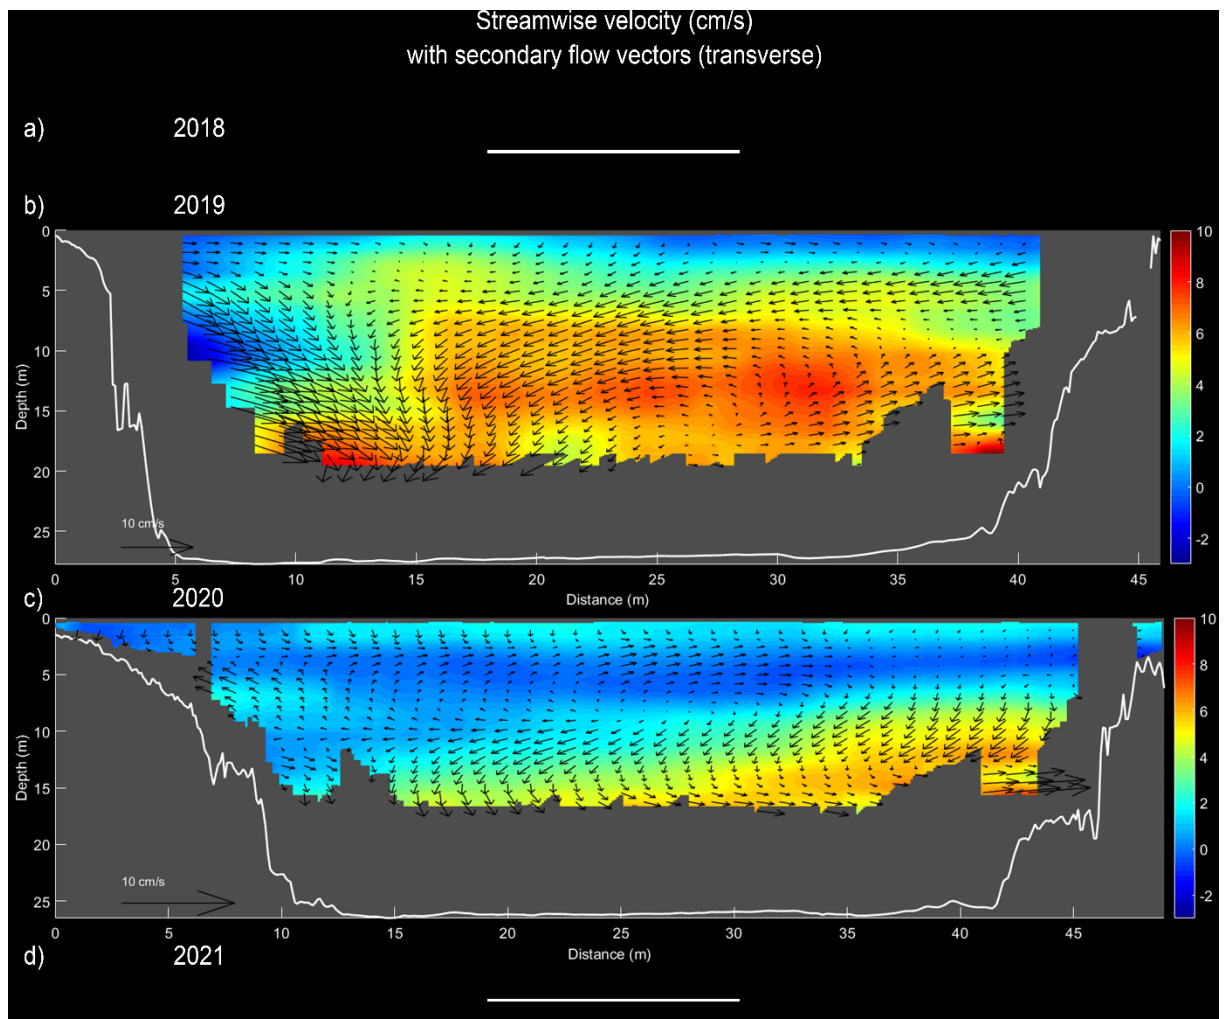 Streamwise velocity (cm/s)
with secondary flow vectors (transverse)
a) 2018
b) 2019
0
5
10
15
20
25
Depth (m)
10 cm/s
0 5 10 15 20 25 30 35 40 45
Distance (m)
10
8
6
4
2
0
-2
c) 2020
0
5
10
15
20
25
Depth (m)
10 cm/s
0 5 10 15 20 25 30 35 40 45
Distance (m)
10
8
6
4
2
0
-2
d) 2021